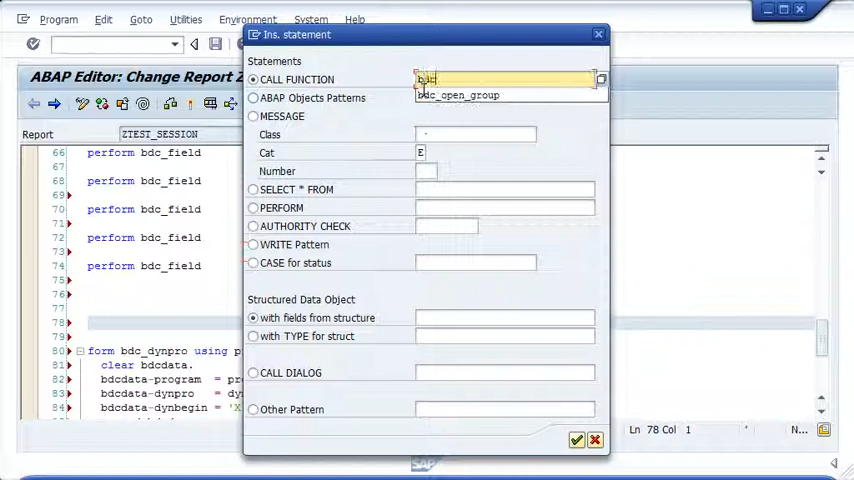 Program Edit Goto Utilities Environment System Help
Ins. statement
ABAP Editor: Change Report Z
Report ZTEST_SESSION
Statements
CALL FUNCTION bdc
bdc_open_group
ABAP Objects Patterns
MESSAGE
Class -
Cat E
Number
SELECT * FROM
PERFORM
AUTHORITY CHECK
WRITE Pattern
CASE for status
Structured Data Object
with fields from structure
with TYPE for struct
CALL DIALOG
Other Pattern
66 perform bdc_field
67
68 perform bdc_field
69
70 perform bdc_field
71
72 perform bdc_field
73
74 perform bdc_field
75
76
77
78
79
80 form bdc_dynpro using p
81 clear bdcdata.
82 bdcdata-program = pr
83 bdcdata-dynpro = dy
84 bdcdata-dynbegin = 'X
Ln 78 Col 1 N...
SAP